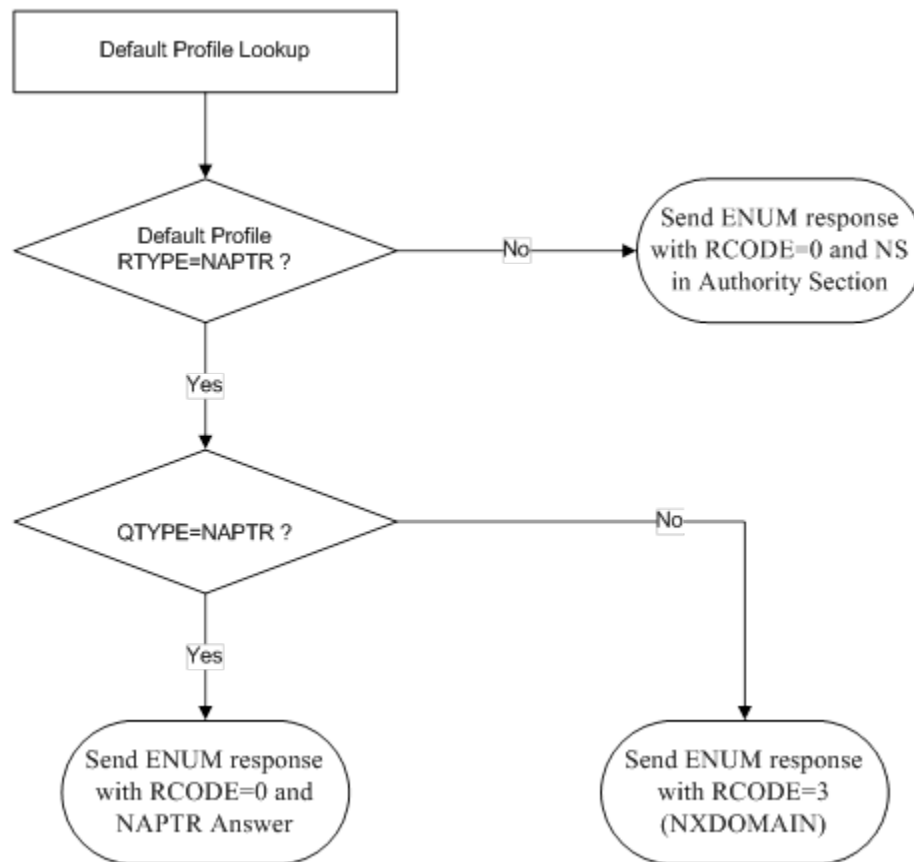 Default Profile Lookup
Default Profile
RTYPE=NAPTR ?
No
Send ENUM response
with RCODE=0 and NS
in Authority Section
Yes
QTYPE=NAPTR ?
No
Yes
Send ENUM response
with RCODE=0 and
NAPTR Answer
Send ENUM response
with RCODE=3
(NXDOMAIN)